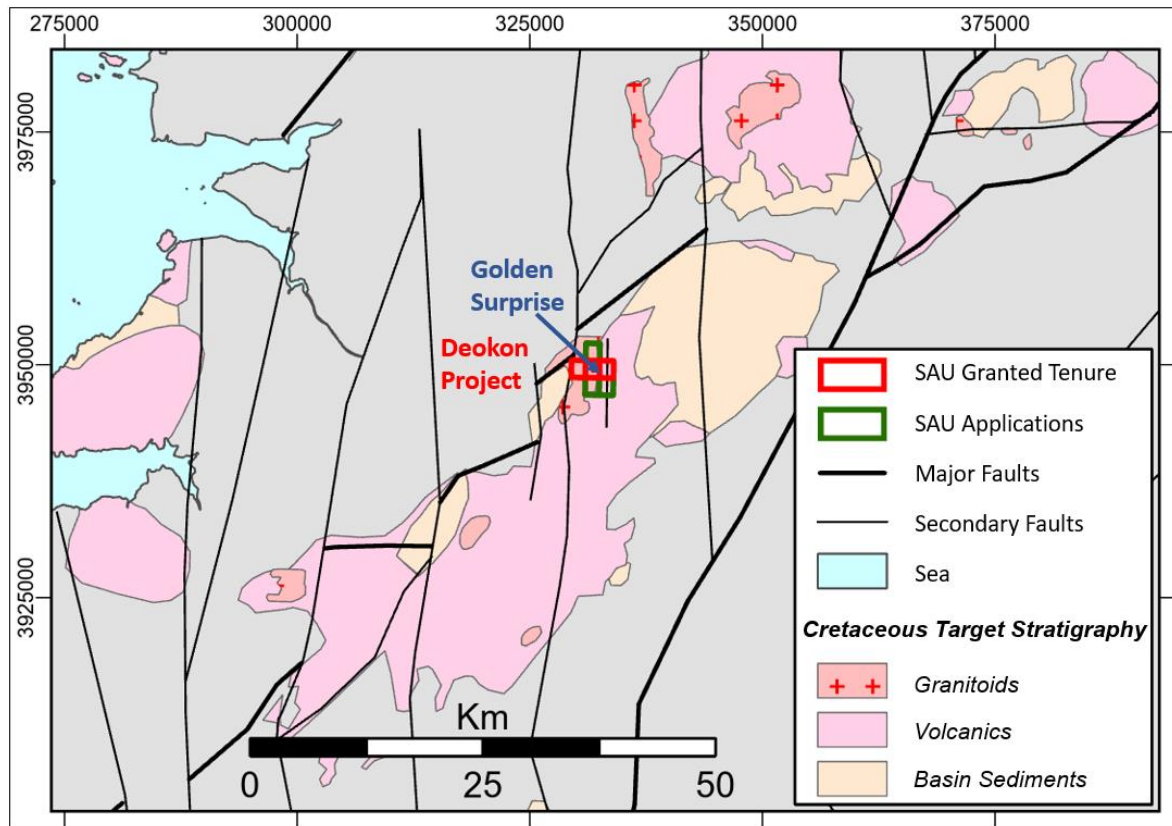 275000
300000
325000
350000
375000
3975000
3950000
3925000
Golden
Surprise
Deokon
Project
SAU Granted Tenure
SAU Applications
Major Faults
Secondary Faults
Sea
Cretaceous Target Stratigraphy
Granitoids
Volcanics
Basin Sediments
Km
0
25
50